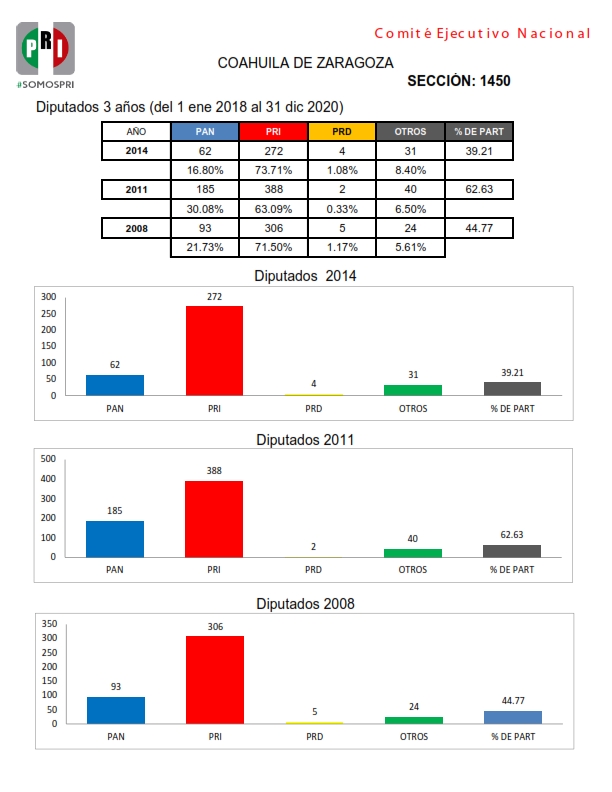 PRI
#SOMOSPRI
Comité Ejecutivo Nacional
COAHUILA DE ZARAGOZA
SECCIÓN: 1450
Diputados 3 años (del 1 ene 2018 al 31 dic 2020)
AÑO PAN PRI PRD OTROS % DE PART
2014 62 272 4 31 39.21
16.80% 73.71% 1.08% 8.40%
2011 185 388 2 40 62.63
30.08% 63.09% 0.33% 6.50%
2008 93 306 5 24 44.77
21.73% 71.50% 1.17% 5.61%
Diputados 2014
300
250
200
150
100
50
0
62
272
4
31
39.21
PAN PRI PRD OTROS % DE PART
Diputados 2011
500
400
300
200
100
0
185
388
2
40
62.63
PAN PRI PRD OTROS % DE PART
Diputados 2008
350
300
250
200
150
100
50
0
93
306
5
24
44.77
PAN PRI PRD OTROS % DE PART